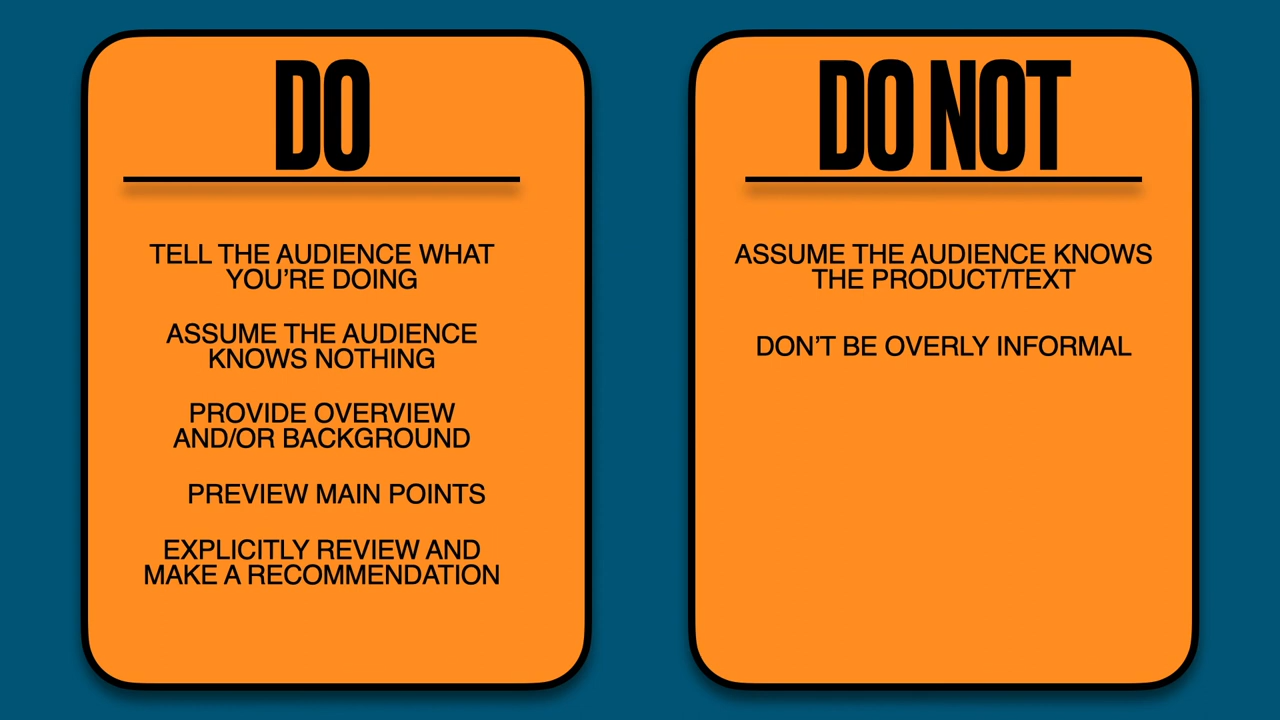 DO
TELL THE AUDIENCE WHAT
YOU’RE DOING
ASSUME THE AUDIENCE
KNOWS NOTHING
PROVIDE OVERVIEW
AND/OR BACKGROUND
PREVIEW MAIN POINTS
EXPLICITLY REVIEW AND
MAKE A RECOMMENDATION
DO NOT
ASSUME THE AUDIENCE KNOWS
THE PRODUCT/TEXT
DON’T BE OVERLY INFORMAL